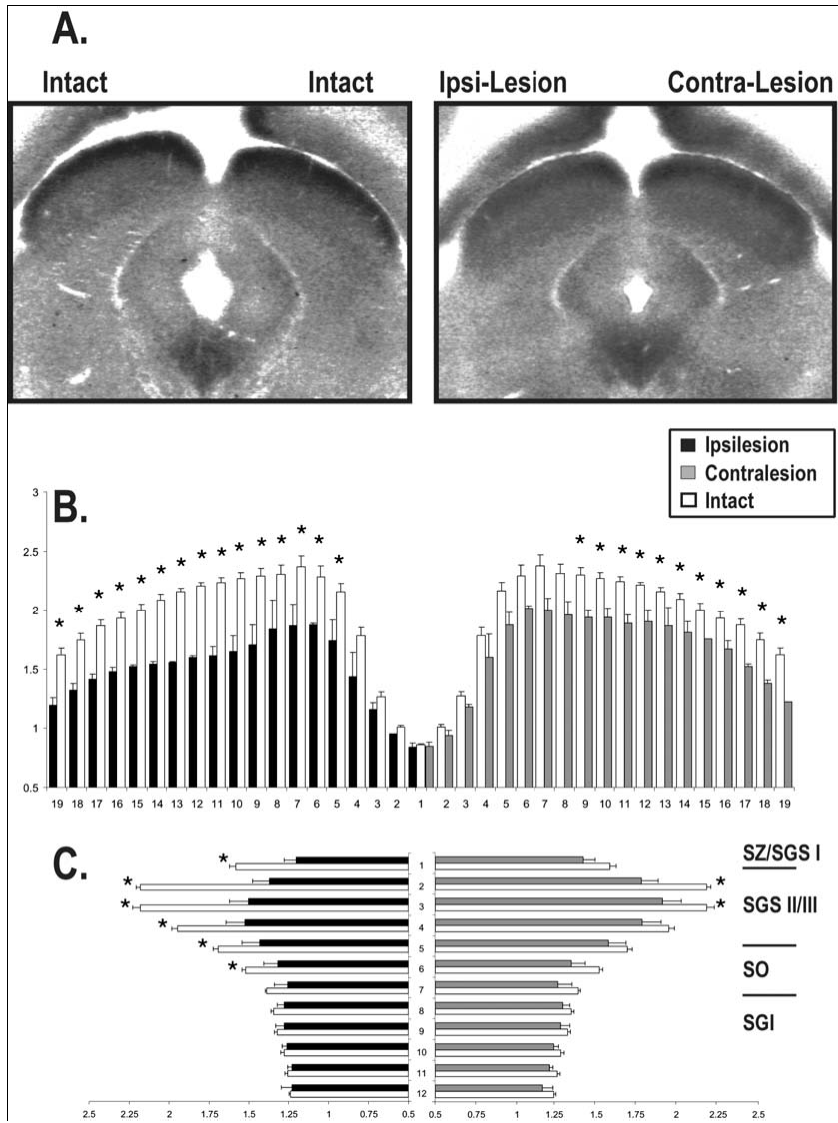 A.
Intact Intact Ipsi-Lesion Contra-Lesion
Ipsilesion
Contralesion
Intact
B.
3
2.5
2
1.5
1
0.5
* * * * * * * * * * * * * * * * * * * * * * * * * *
19 18 17 16 15 14 13 12 11 10 9 8 7 6 5 4 3 2 1 2 3 4 5 6 7 8 9 10 11 12 13 14 15 16 17 18 19
C.
* 1 SZ/SGS I
* 2 *
* 3 * SGS II/III
* 4
* 5
* 6 SO
7
8
9 SGI
10
11
12
2.5 2.25 2 1.75 1.5 1.25 1 0.75 0.5 0.5 0.75 1 1.25 1.5 1.75 2 2.25 2.5